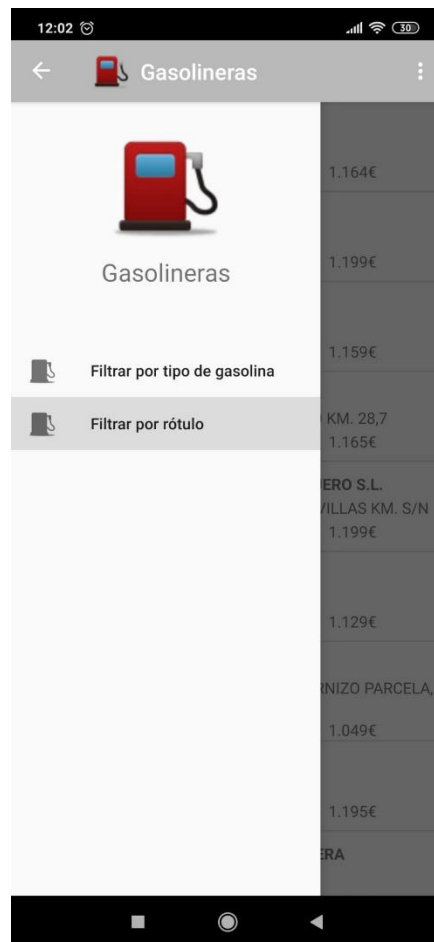 12:02
30
Gasolineras
1.164€
Gasolineras
1.199€
1.159€
Filtrar por tipo de gasolina
Filtrar por rótulo
KM. 28,7
1.165€
ERO S.L.
VILLAS KM. S/N
1.199€
1.129€
RNIZO PARCELA,
1.049€
1.195€
ERA